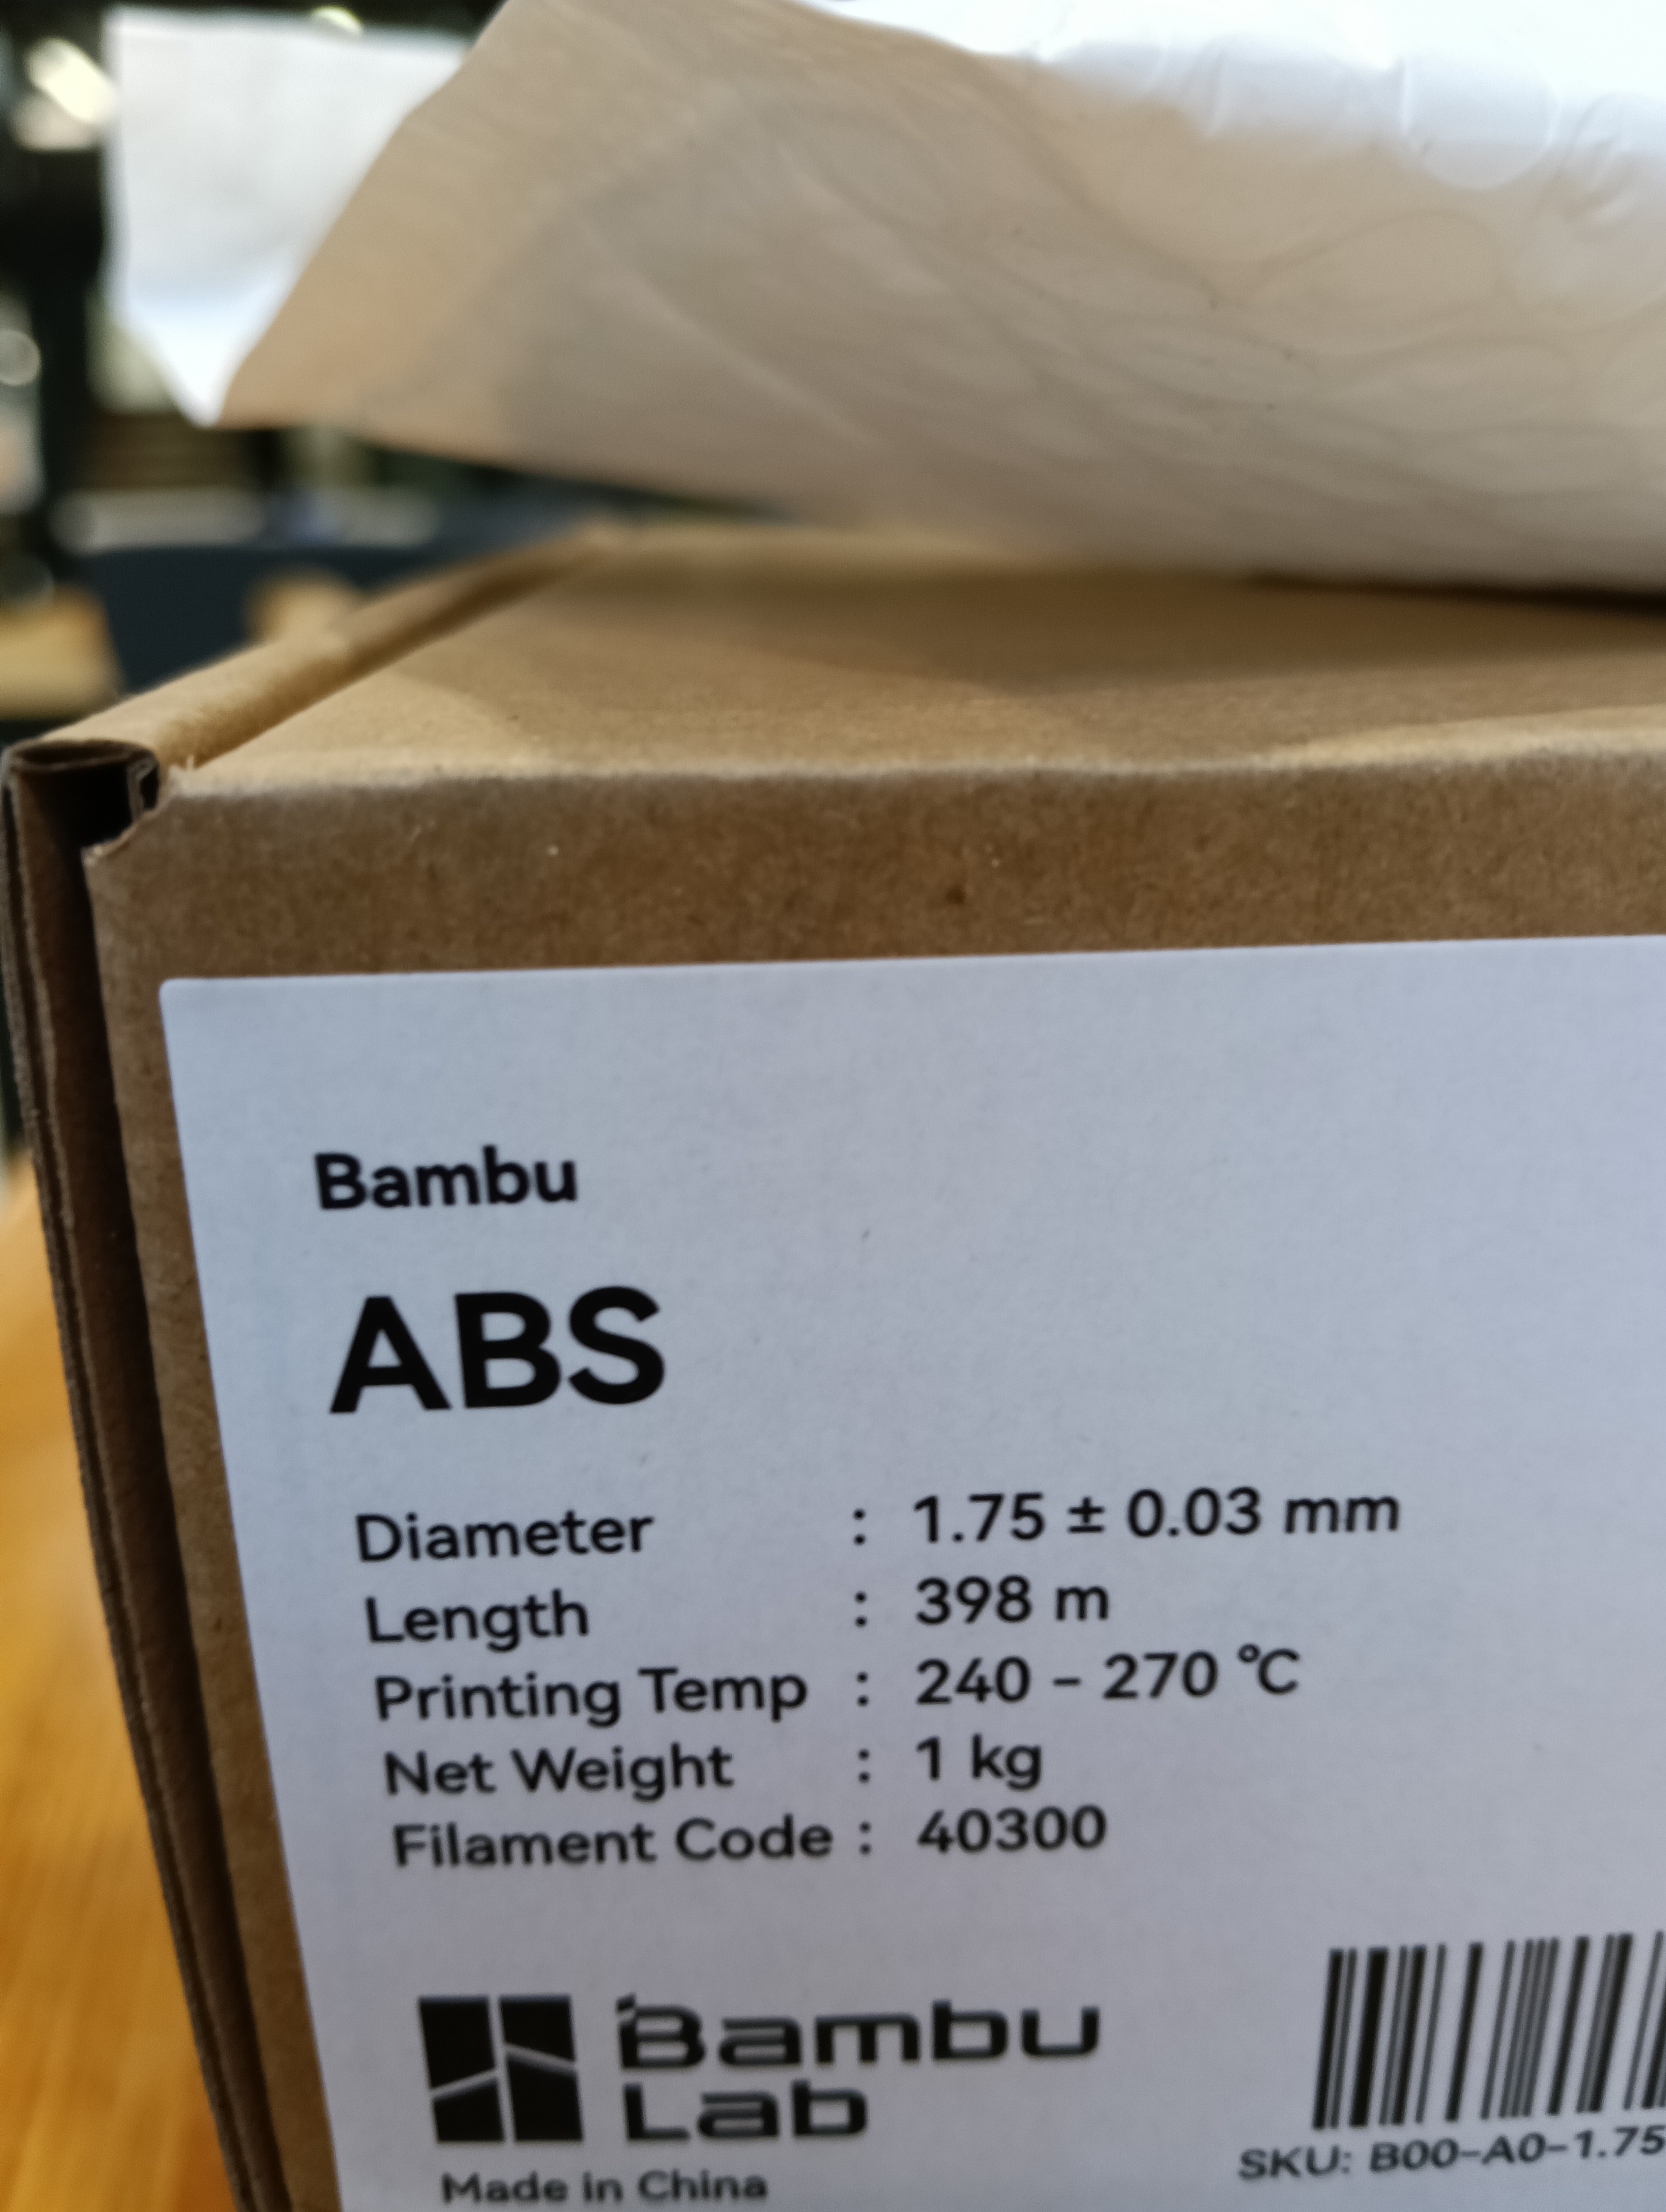 Bambu
ABS
Diameter : 1.75 ± 0.03 mm
Length : 398 m
Printing Temp : 240 - 270 ℃
Net Weight : 1 kg
Filament Code : 40300
Bambu
Lab
Made in China
SKU: B00-A0-1.75